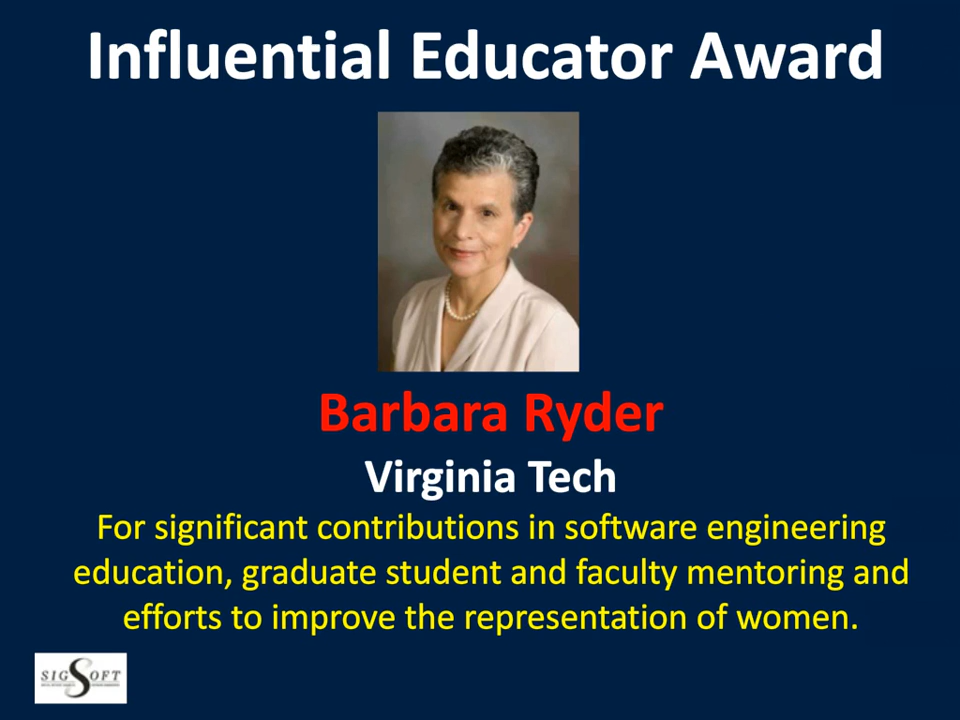 Influential Educator Award
Barbara Ryder
Virginia Tech
For significant contributions in software engineering
education, graduate student and faculty mentoring and
efforts to improve the representation of women.
SIGSOFT